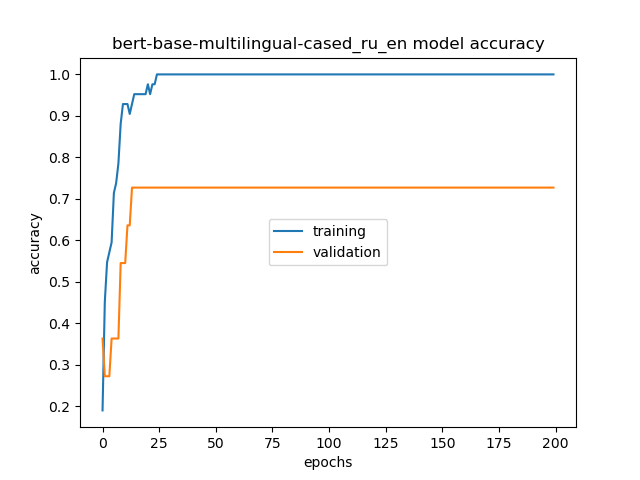 bert-base-multilingual-cased_ru_en model accuracy
1.0
0.9
0.8
0.7
0.6
0.5
0.4
0.3
0.2
accuracy
training
validation
0 25 50 75 100 125 150 175 200
epochs